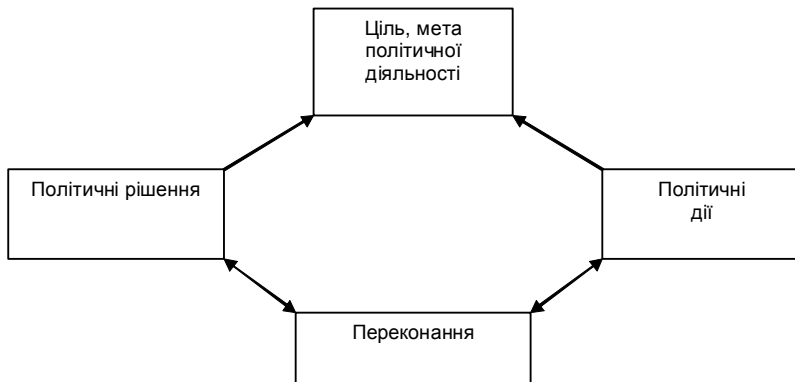 Ціль, мета
політичної
діяльності
Політичні рішення
Політичні
дії
Переконання